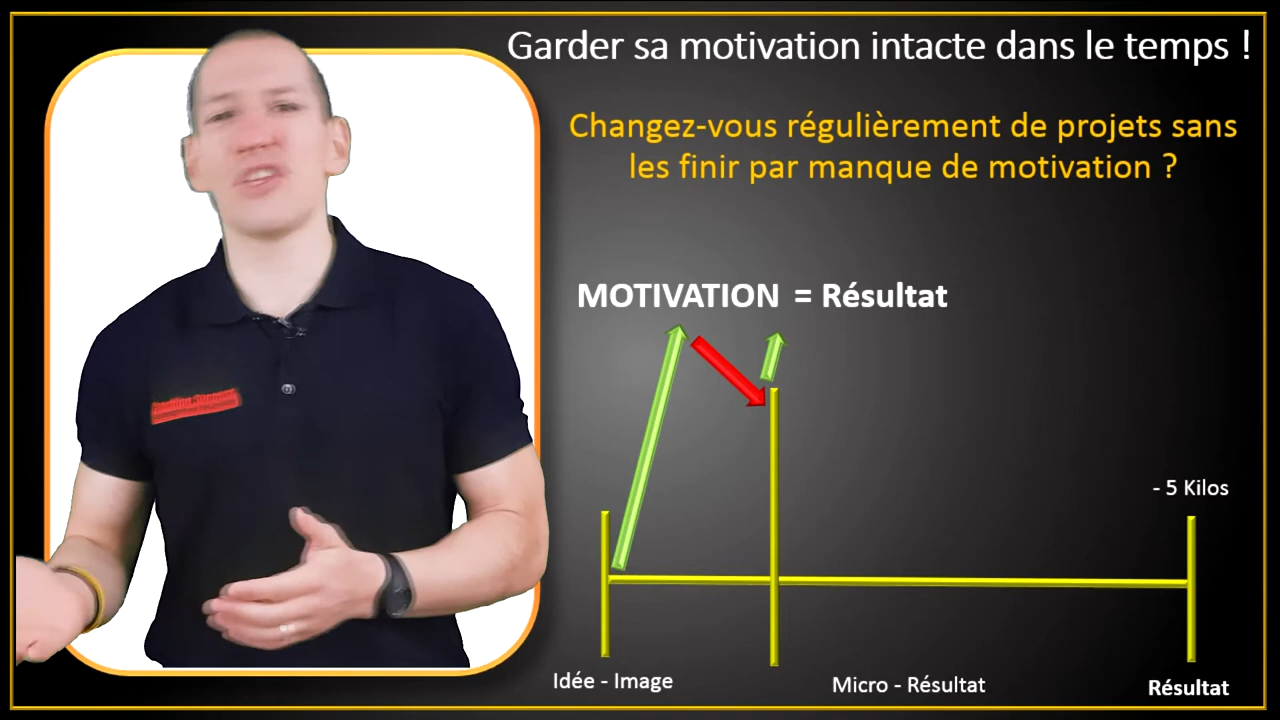 Garder sa motivation intacte dans le temps !
Changez-vous régulièrement de projets sans
les finir par manque de motivation ?
MOTIVATION = Résultat
- 5 Kilos
Idée - Image
Micro - Résultat
Résultat